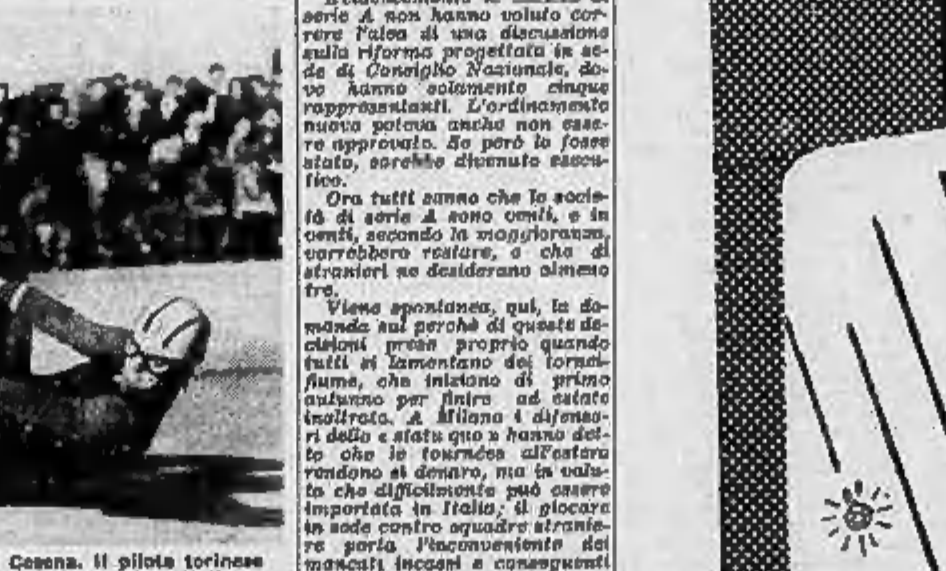 serie A non hanno voluto cor-
rere l'alea di una discussione
sulla riforma progettata in se-
de di Consiglio Nazionale, do-
ve hanno solamente cinque
rappresentanti. L'ordinamento
nuovo poteva anche non esse-
re approvato. Se però lo fosse
stato, sarebbe divenuto esecu-
tivo.
Ora tutti sanno che le socie-
tà di serie A sono venti, e in
venti, secondo la maggioranza,
vorrebbero restare, e che di
stranieri ne desiderano almeno
tre.
Viene spontanea, qui, la do-
manda sul perchè di queste de-
cisioni prese proprio quando
tutti si lamentano dei tornei-
fiume, che iniziano di primo
autunno per finire ad estate
inoltrata. A Milano i difenso-
ri dello « statu quo » hanno det-
to che le tournées all'estero
rendono sì denaro, ma in valu-
ta che difficilmente può essere
importata in Italia; il giocare
in sede contro squadre stranie-
re porta l'inconveniente dei
mancati incassi e conseguenti
Cesena. Il pilota torinese